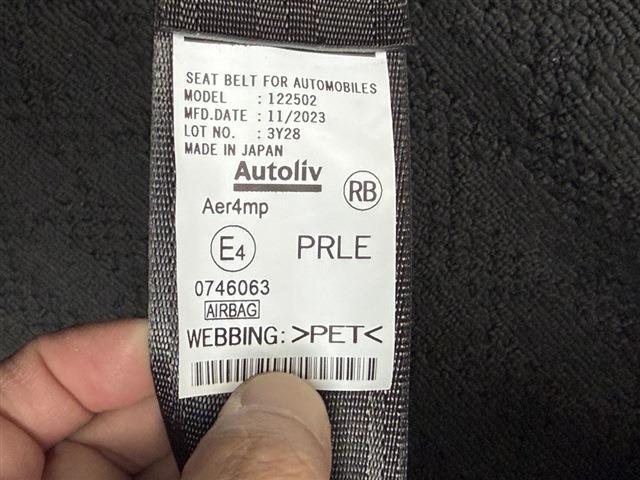 SEAT BELT FOR AUTOMOBILES
MODEL : 122502
MFD.DATE : 11/2023
LOT NO. : 3Y28
MADE IN JAPAN
Autoliv
RB
Aer4mp
E4 PRLE
0746063
AIRBAG
WEBBING: >PET<